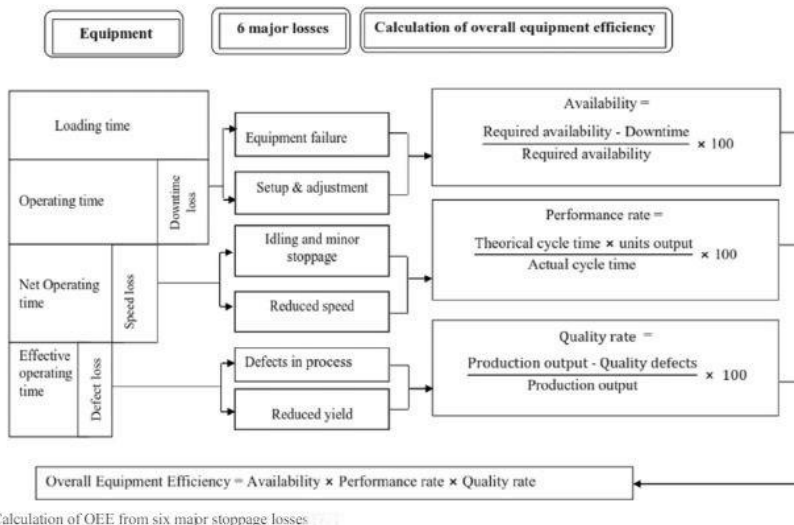 Equipment
6 major losses
Calculation of overall equipment efficiency
Loading time
Operating time
Downtime
loss
Net Operating
time
Speed loss
Effective
operating
time
Defect loss
Equipment failure
Setup & adjustment
Idling and minor
stoppage
Reduced speed
Defects in process
Reduced yield
Availability =
Required availability - Downtime
Required availability
× 100
Performance rate =
Theorical cycle time × units output
Actual cycle time
× 100
Quality rate =
Production output - Quality defects
Production output
× 100
Overall Equipment Efficiency = Availability × Performance rate × Quality rate
Calculation of OEE from six major stoppage losses